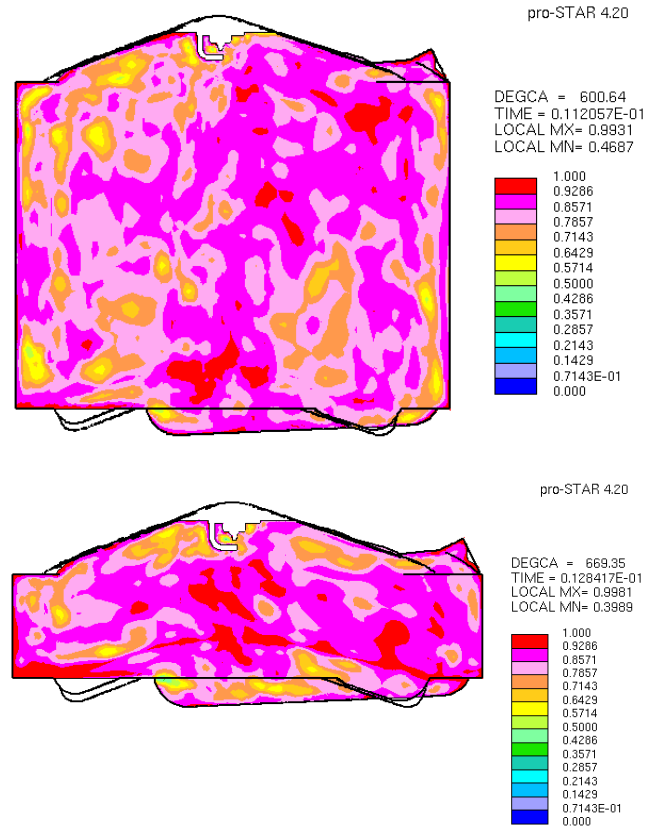 pro-STAR 4.20
DEGCA = 600.64
TIME = 0.112057E-01
LOCAL MX= 0.9931
LOCAL MN= 0.4687
1.000
0.9286
0.8571
0.7857
0.7143
0.6429
0.5714
0.5000
0.4286
0.3571
0.2857
0.2143
0.1429
0.7143E-01
0.000
pro-STAR 4.20
DEGCA = 669.35
TIME = 0.128417E-01
LOCAL MX= 0.9981
LOCAL MN= 0.3989
1.000
0.9286
0.8571
0.7857
0.7143
0.6429
0.5714
0.5000
0.4286
0.3571
0.2857
0.2143
0.1429
0.7143E-01
0.000